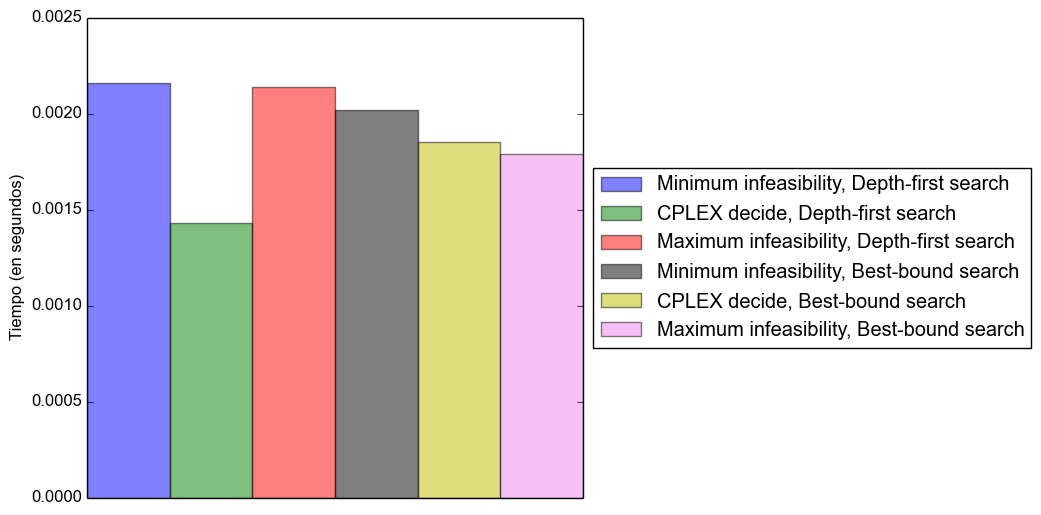 0.0025
0.0020
0.0015
0.0010
0.0005
0.0000
Tiempo (en segundos)
Minimum infeasibility, Depth-first search
CPLEX decide, Depth-first search
Maximum infeasibility, Depth-first search
Minimum infeasibility, Best-bound search
CPLEX decide, Best-bound search
Maximum infeasibility, Best-bound search